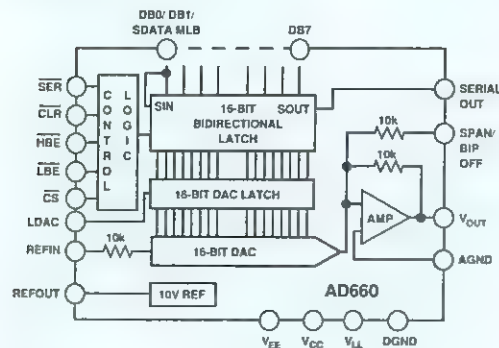 DB0/ DB1/
SDATA MLB
DB7
SER
CLR
HBE
LBE
CS
LDAC
REFIN
REFOUT
CONTROL
LOGIC
SIN
16-BIT
BIDIRECTIONAL
LATCH
SOUT
16-BIT DAC LATCH
10k
16-BIT DAC
10V REF
10k
10k
AMP
SERIAL
OUT
SPAN/
BIP
OFF
VOUT
AGND
AD660
VEE
VCC
VLL
DGND